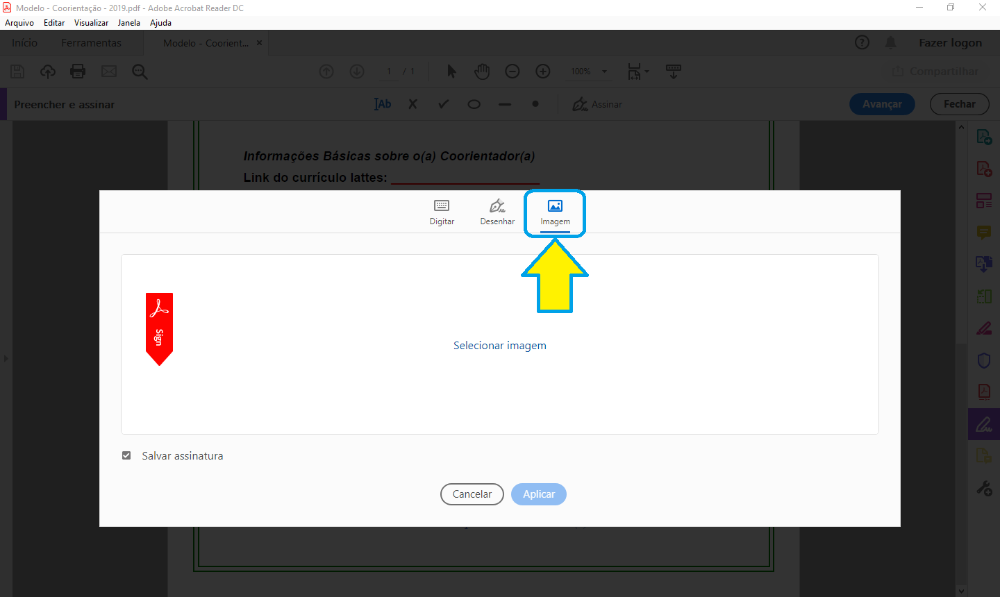 Modelo - Coorientação - 2019.pdf - Adobe Acrobat Reader DC
Arquivo Editar Visualizar Janela Ajuda
Início Ferramentas Modelo - Coorient... × ? Fazer logon
1 / 1 100% Compartilhar
Preencher e assinar Ab Assinar Avançar Fechar
Informações Básicas sobre o(a) Coorientador(a)
Link do currículo lattes:
Digitar Desenhar Imagem
Sign
Selecionar imagem
Salvar assinatura
Cancelar Aplicar